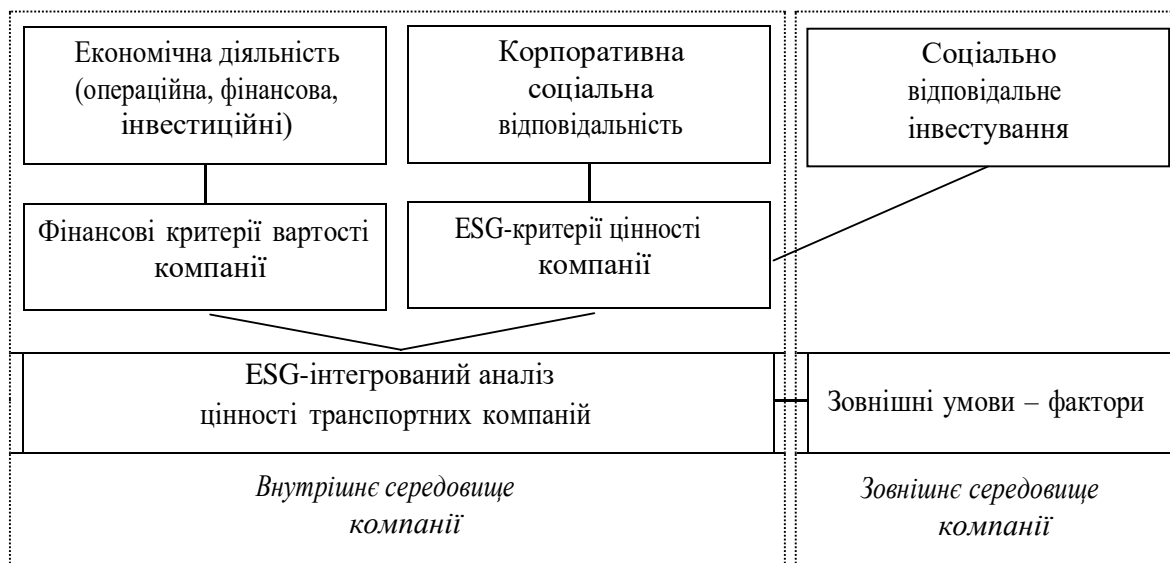 Економічна діяльність
(операційна, фінансова,
інвестиційні)
Корпоративна
соціальна
відповідальність
Соціально
відповідальне
інвестування
Фінансові критерії вартості
компанії
ESG-критерії цінності
компанії
ESG-інтегрований аналіз
цінності транспортних компаній
Зовнішні умови – фактори
Внутрішнє середовище
компанії
Зовнішнє середовище
компанії